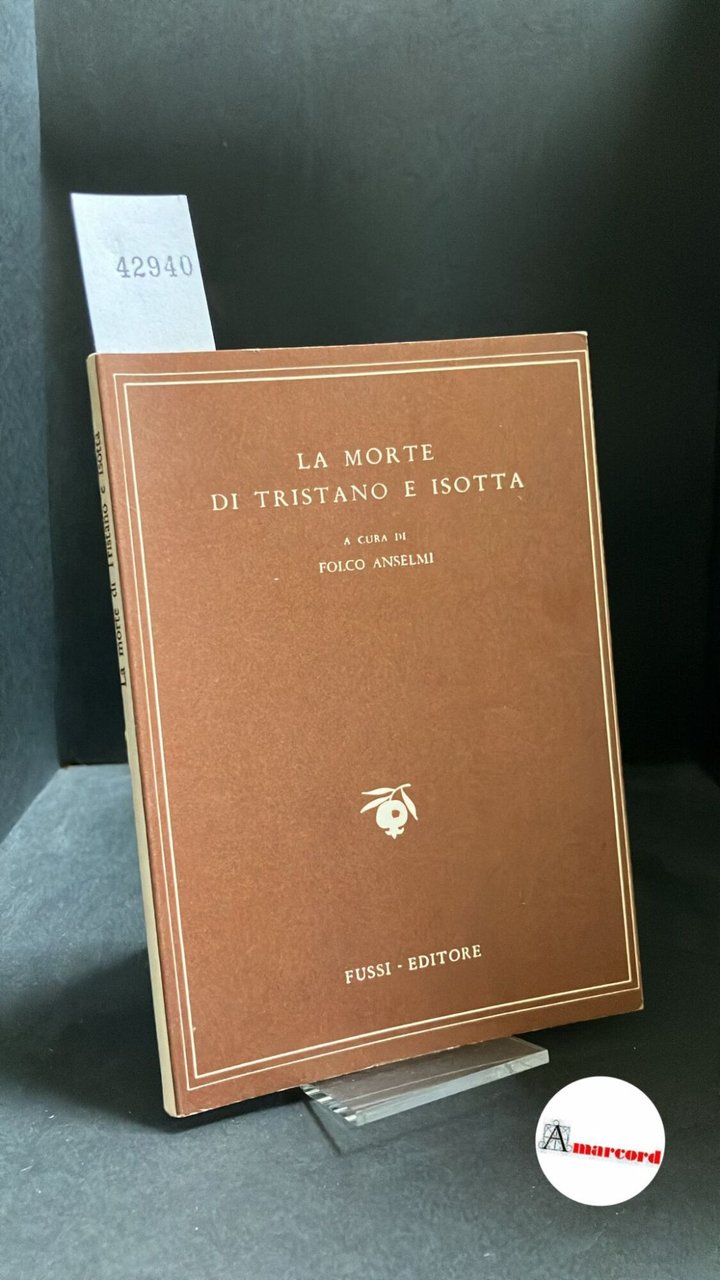 42940
LA MORTE
DI TRISTANO E ISOTTA
A CURA DI
FOLCO ANSELMI
FUSSI - EDITORE
La morte di Tristano e Isotta
Amarcord